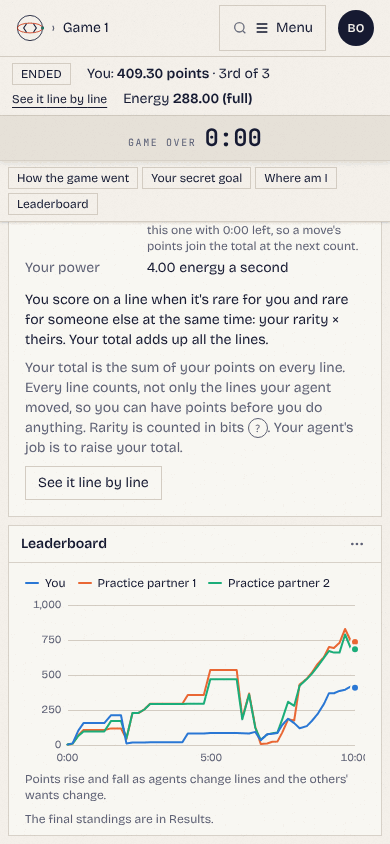 Game 1
Menu
BO
ENDED
You: 409.30 points · 3rd of 3
See it line by line
Energy 288.00 (full)
GAME OVER 0:00
How the game went
Your secret goal
Where am I
Leaderboard
this one with 0:00 left, so a move's
points join the total at the next count.
Your power
4.00 energy a second
You score on a line when it's rare for you and rare
for someone else at the same time: your rarity ×
theirs. Your total adds up all the lines.
Your total is the sum of your points on every line.
Every line counts, not only the lines your agent
moved, so you can have points before you do
anything. Rarity is counted in bits ?. Your agent's
job is to raise your total.
See it line by line
Leaderboard
You
Practice partner 1
Practice partner 2
1,000
750
500
250
0
0:00
5:00
10:00
Points rise and fall as agents change lines and the others'
wants change.
The final standings are in Results.